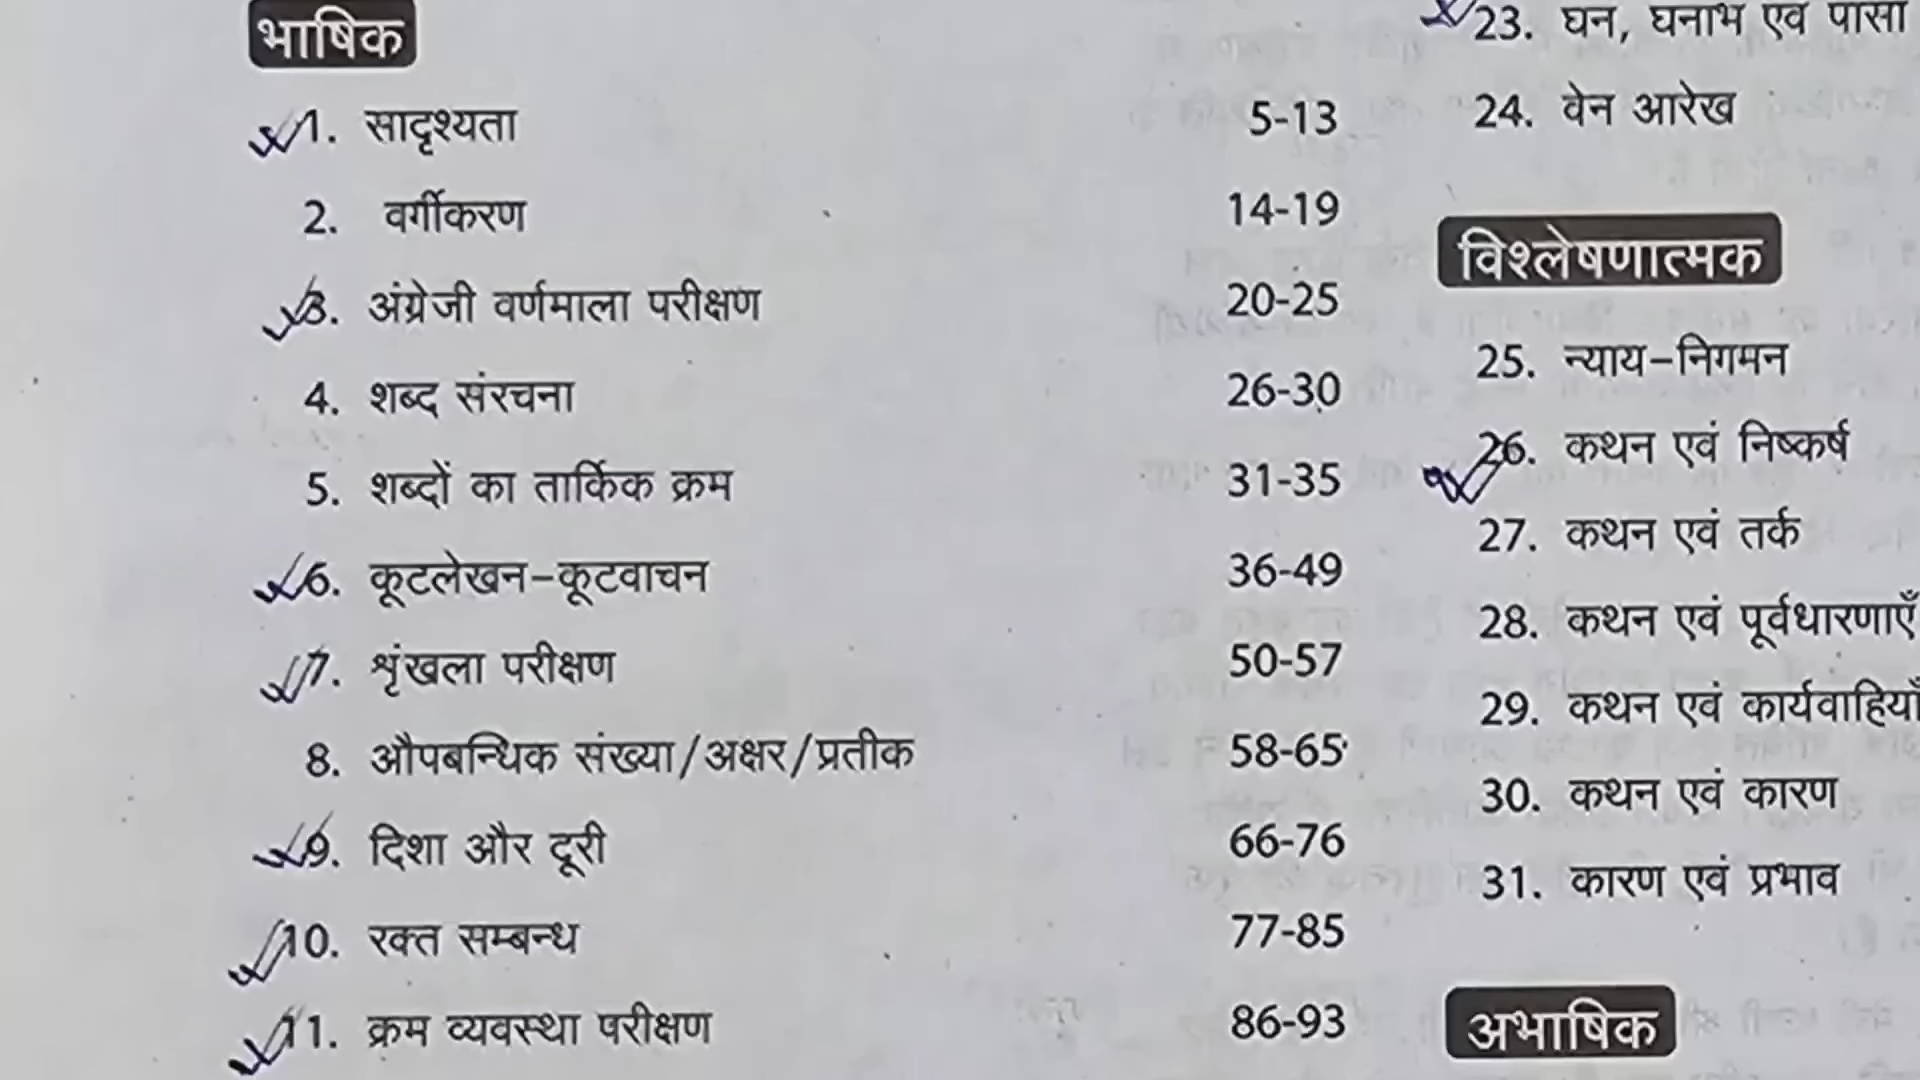 भाषिक
1. सादृश्यता 5-13
2. वर्गीकरण 14-19
3. अंग्रेजी वर्णमाला परीक्षण 20-25
4. शब्द संरचना 26-30
5. शब्दों का तार्किक क्रम 31-35
6. कूटलेखन-कूटवाचन 36-49
7. शृंखला परीक्षण 50-57
8. औपबन्धिक संख्या/अक्षर/प्रतीक 58-65
9. दिशा और दूरी 66-76
10. रक्त सम्बन्ध 77-85
11. क्रम व्यवस्था परीक्षण 86-93
23. घन, घनाभ एवं पासा
24. वेन आरेख
विश्लेषणात्मक
25. न्याय-निगमन
26. कथन एवं निष्कर्ष
27. कथन एवं तर्क
28. कथन एवं पूर्वधारणाएँ
29. कथन एवं कार्यवाहियाँ
30. कथन एवं कारण
31. कारण एवं प्रभाव
अभाषिक